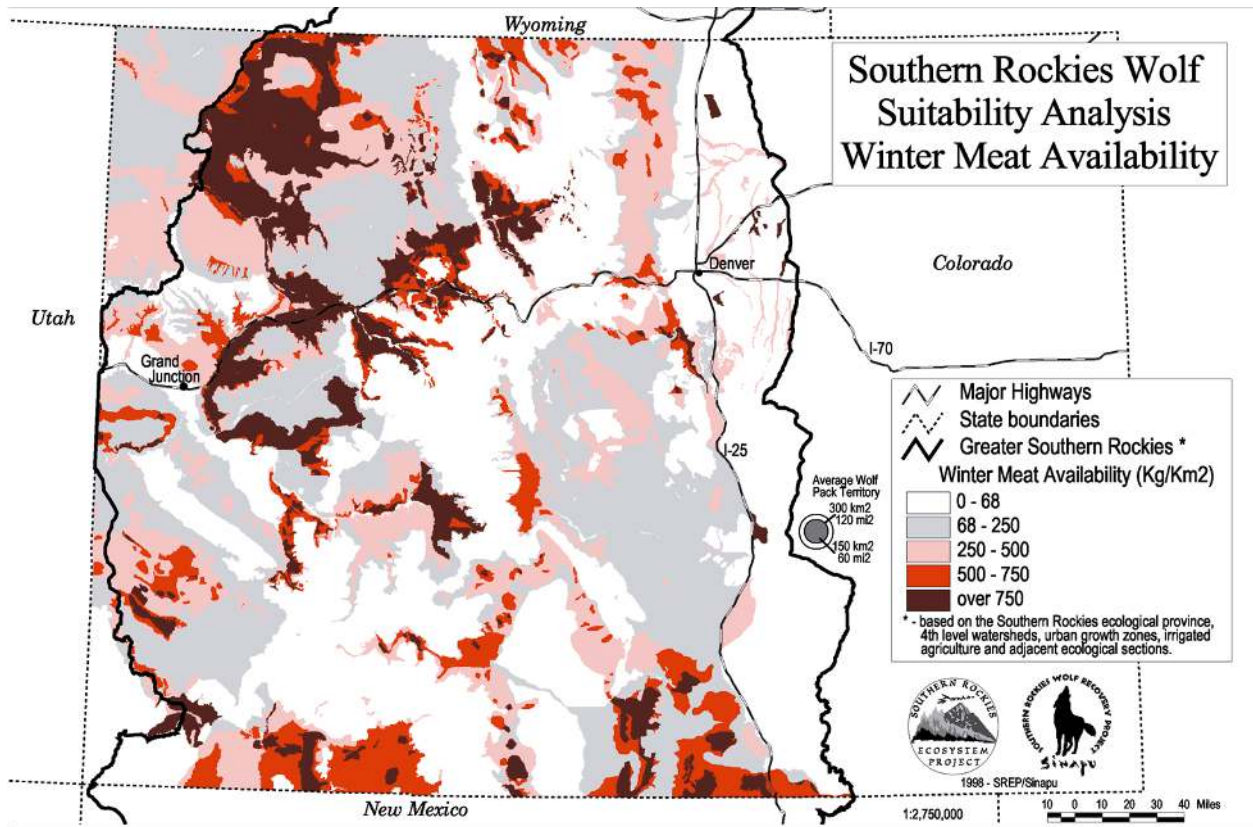 Wyoming
Southern Rockies Wolf
Suitability Analysis
Winter Meat Availability
Denver
Colorado
Utah
I-70
Grand
Junction
Major Highways
State boundaries
Greater Southern Rockies *
I-25
Winter Meat Availability (Kg/Km2)
Average Wolf
Pack Territory
300 km2
120 mi2
150 km2
60 mi2
0 - 68
68 - 250
250 - 500
500 - 750
over 750
* - based on the Southern Rockies ecological province,
4th level watersheds, urban growth zones, irrigated
agriculture and adjacent ecological sections.
SOUTHERN ROCKIES
ECOSYSTEM
PROJECT
SOUTHERN ROCKIES WOLF RECOVERY PROJECT
Sinapu
1998 - SREP/Sinapu
New Mexico
1:2,750,000
10 0 10 20 30 40 Miles